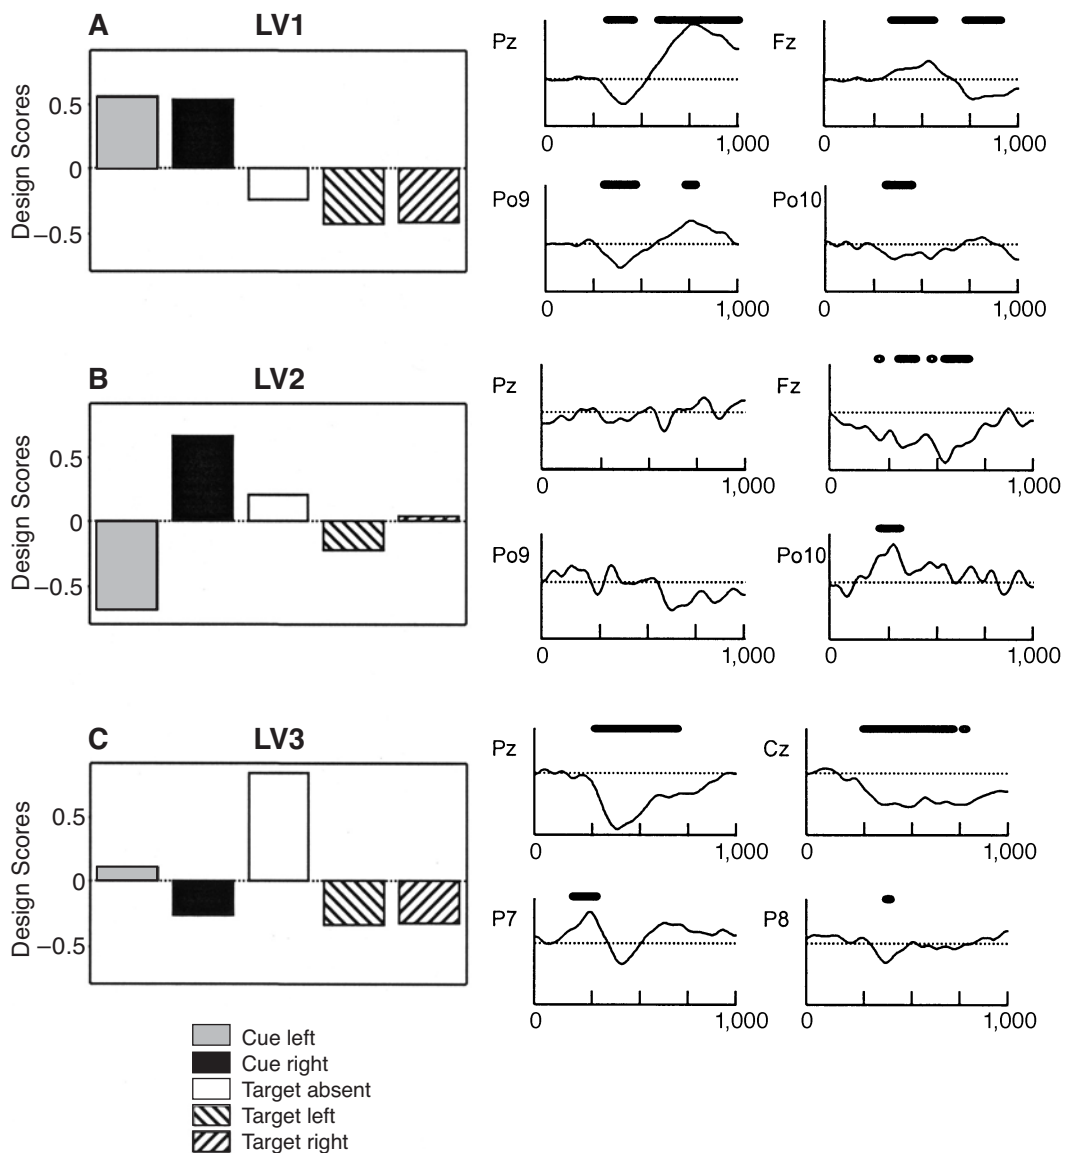 A LV1
Design Scores
0.5
0
−0.5
Pz
0 1,000
Fz
0 1,000
Po9
0 1,000
Po10
0 1,000
B LV2
Design Scores
0.5
0
−0.5
Pz
0 1,000
Fz
0 1,000
Po9
0 1,000
Po10
0 1,000
C LV3
Design Scores
0.5
0
−0.5
Pz
0 1,000
Cz
0 1,000
P7
0 1,000
P8
0 1,000
Cue left
Cue right
Target absent
Target left
Target right